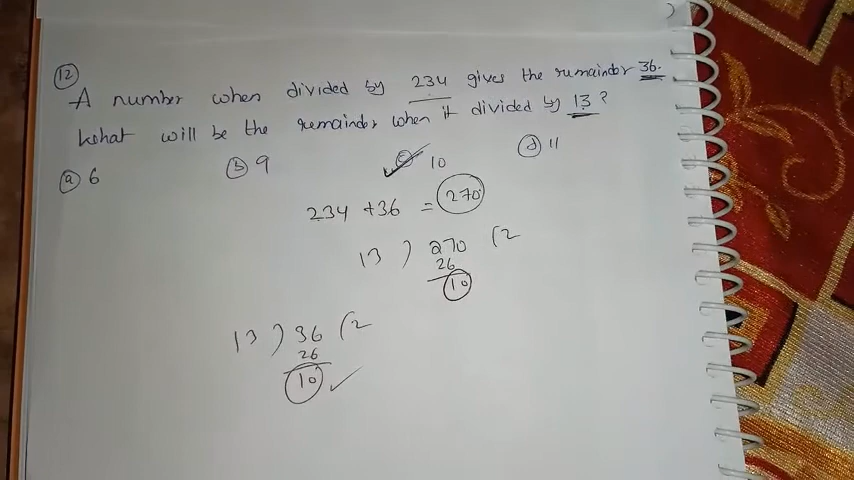 12
A number when divided by 234 gives the remainder 36.
What will be the remainder when it divided by 13 ?
a 6 b 9 c 10 d 11
234 + 36 = 270
13 ) 270 ( 2
26
10
13 ) 36 ( 2
26
10